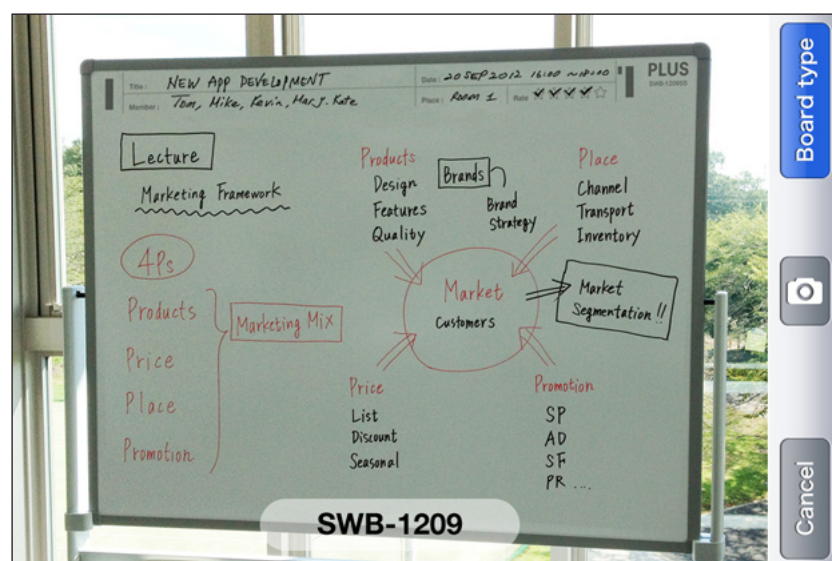 Title: NEW APP DEVELOPMENT
Date: 20 SEP 2012 16:00 ~ 18:00
PLUS
SWB-1209SS
Member: Tom, Mike, Kevin, Mary, Kate
Place: ROOM 1
Rate
Lecture
Marketing Framework
4Ps
Products
Price
Place
Promotion
Marketing Mix
Products
Design
Features
Quality
Brands
Brand
Strategy
Place
Channel
Transport
Inventory
Market
Customers
Market
Segmentation!!
Price
List
Discount
Seasonal
Promotion
SP
AD
SF
PR ....
SWB-1209
Board type
Cancel